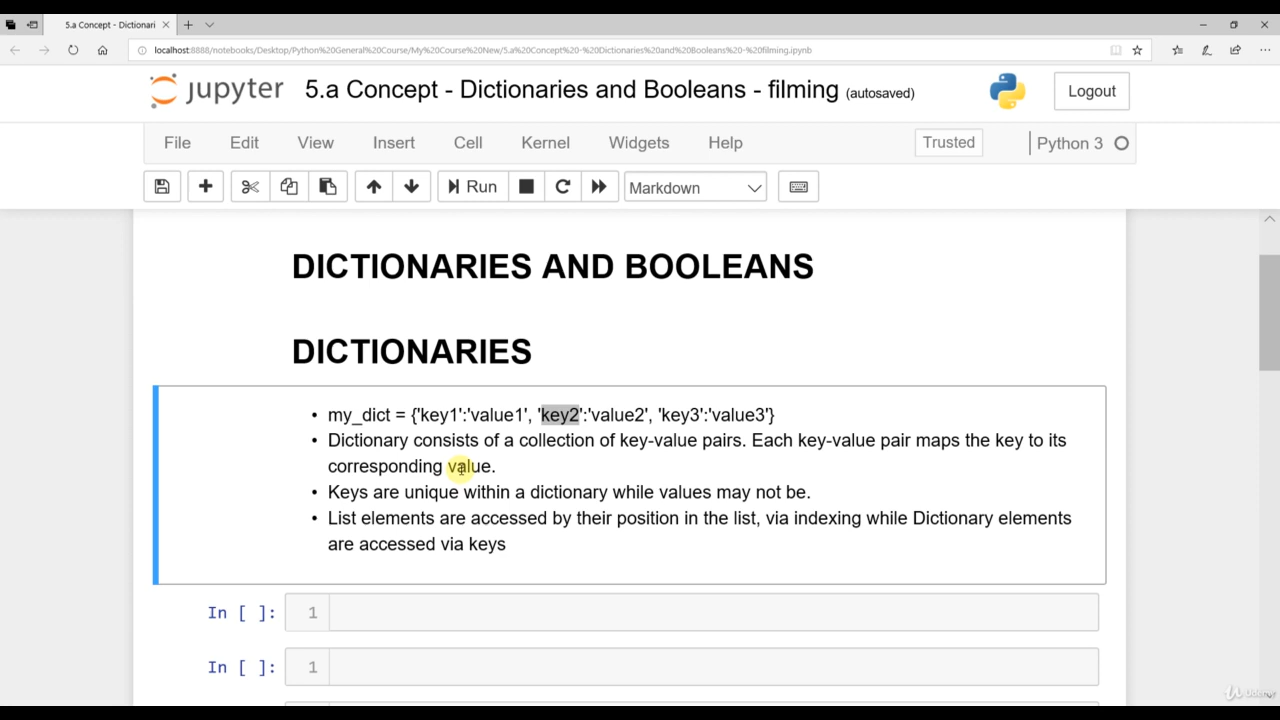 5.a Concept - Dictionari
localhost:8888/notebooks/Desktop/Python%20General%20Course/My%20Course%20New/5.a%20Concept%20-%20Dictionaries%20and%20Booleans%20-%20filming.ipynb
jupyter 5.a Concept - Dictionaries and Booleans - filming (autosaved) Logout
File Edit View Insert Cell Kernel Widgets Help Trusted Python 3
Run Markdown
DICTIONARIES AND BOOLEANS
DICTIONARIES
• my_dict = {'key1':'value1', 'key2':'value2', 'key3':'value3'}
• Dictionary consists of a collection of key-value pairs. Each key-value pair maps the key to its
corresponding value.
• Keys are unique within a dictionary while values may not be.
• List elements are accessed by their position in the list, via indexing while Dictionary elements
are accessed via keys
In [ ]: 1
In [ ]: 1
Udemy